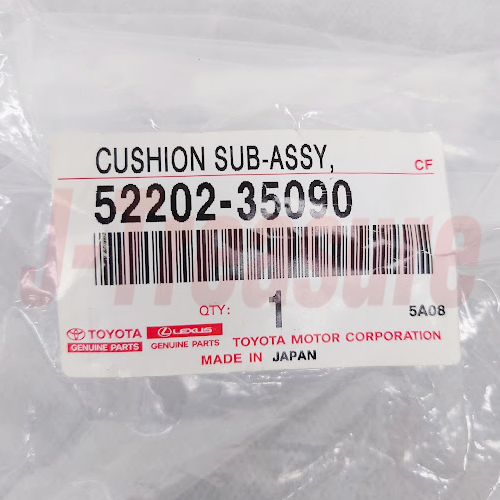 CUSHION SUB-ASSY,
CF
52202-35090
J-Treasure
QTY: 1
5A08
TOYOTA LEXUS
GENUINE PARTS GENUINE PARTS TOYOTA MOTOR CORPORATION
MADE IN JAPAN